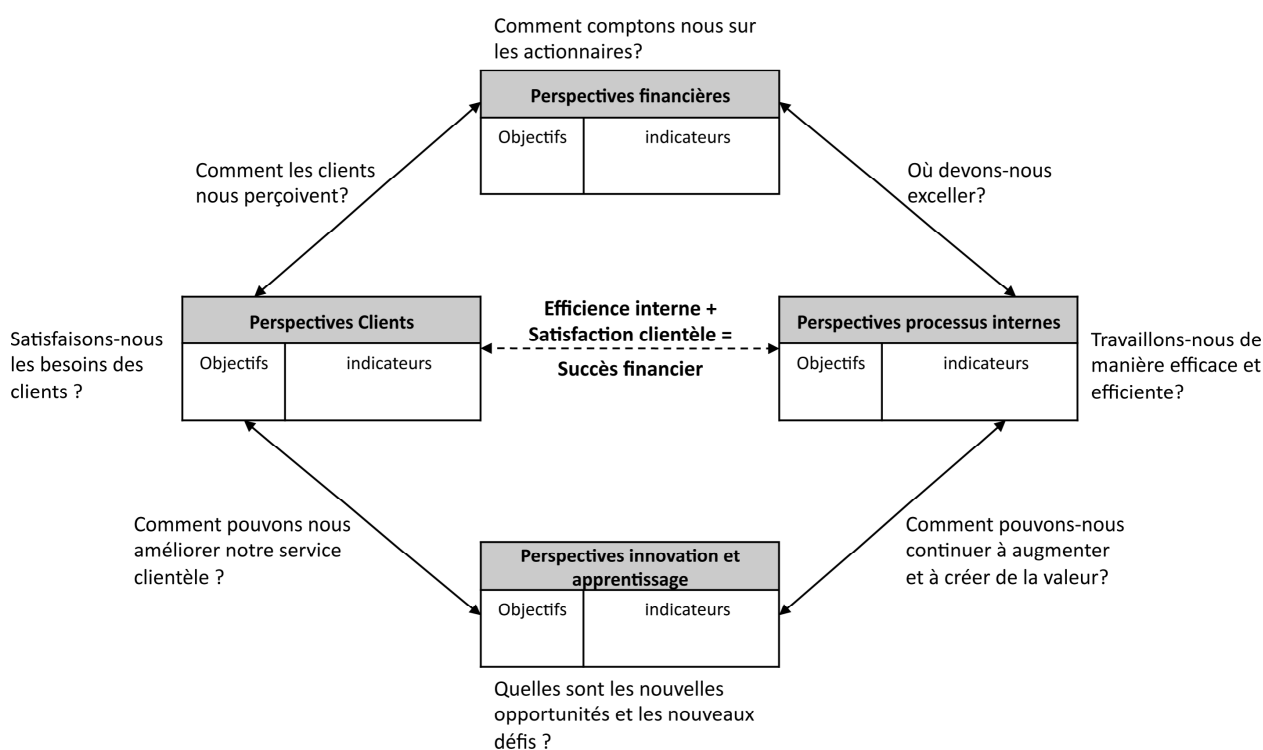 Comment comptons nous sur
les actionnaires?
Perspectives financières
Objectifs
indicateurs
Comment les clients
nous perçoivent?
Où devons-nous
exceller?
Perspectives Clients
Objectifs
indicateurs
Satisfaisons-nous
les besoins des
clients ?
Efficience interne +
Satisfaction clientèle =
Succès financier
Perspectives processus internes
Objectifs
indicateurs
Travaillons-nous de
manière efficace et
efficiente?
Comment pouvons nous
améliorer notre service
clientèle ?
Comment pouvons-nous
continuer à augmenter
et à créer de la valeur?
Perspectives innovation et
apprentissage
Objectifs
indicateurs
Quelles sont les nouvelles
opportunités et les nouveaux
défis ?